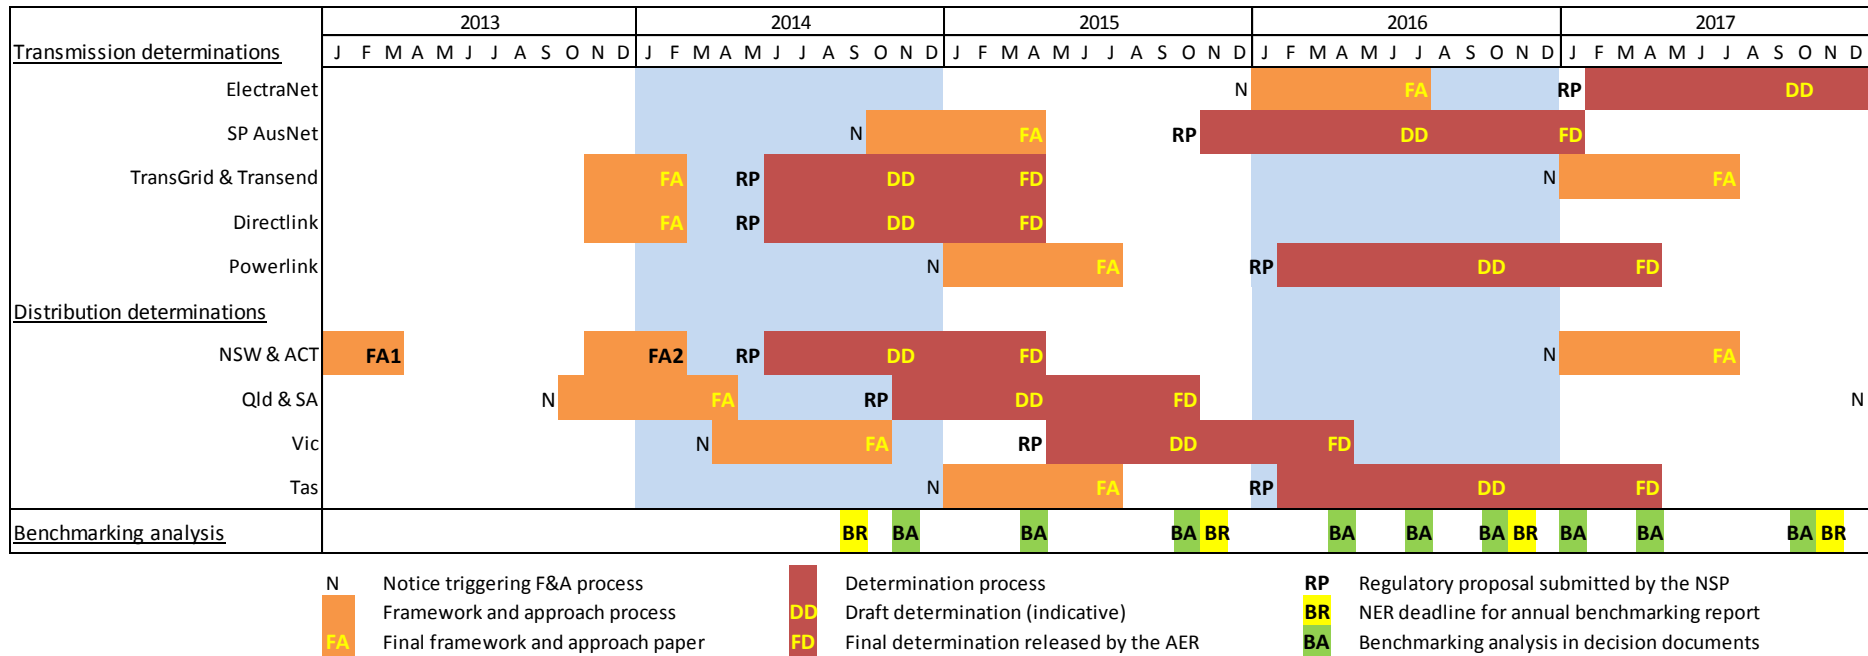 2013 2014 2015 2016 2017
Transmission determinations J F M A M J J A S O N D J F M A M J J A S O N D J F M A M J J A S O N D J F M A M J J A S O N D J F M A M J J A S O N D
ElectraNet N FA RP DD
SP AusNet N FA RP DD FD
TransGrid & Transend FA RP DD FD N FA
Directlink FA RP DD FD
Powerlink N FA RP DD FD
Distribution determinations
NSW & ACT FA1 FA2 RP DD FD N FA
Qld & SA N FA RP DD FD N
Vic N FA RP DD FD
Tas N FA RP DD FD
Benchmarking analysis BR BA BA BA BR BA BA BA BR BA BA BA BR
N Notice triggering F&A process Determination process RP Regulatory proposal submitted by the NSP
Framework and approach process DD Draft determination (indicative) BR NER deadline for annual benchmarking report
FA Final framework and approach paper FD Final determination released by the AER BA Benchmarking analysis in decision documents